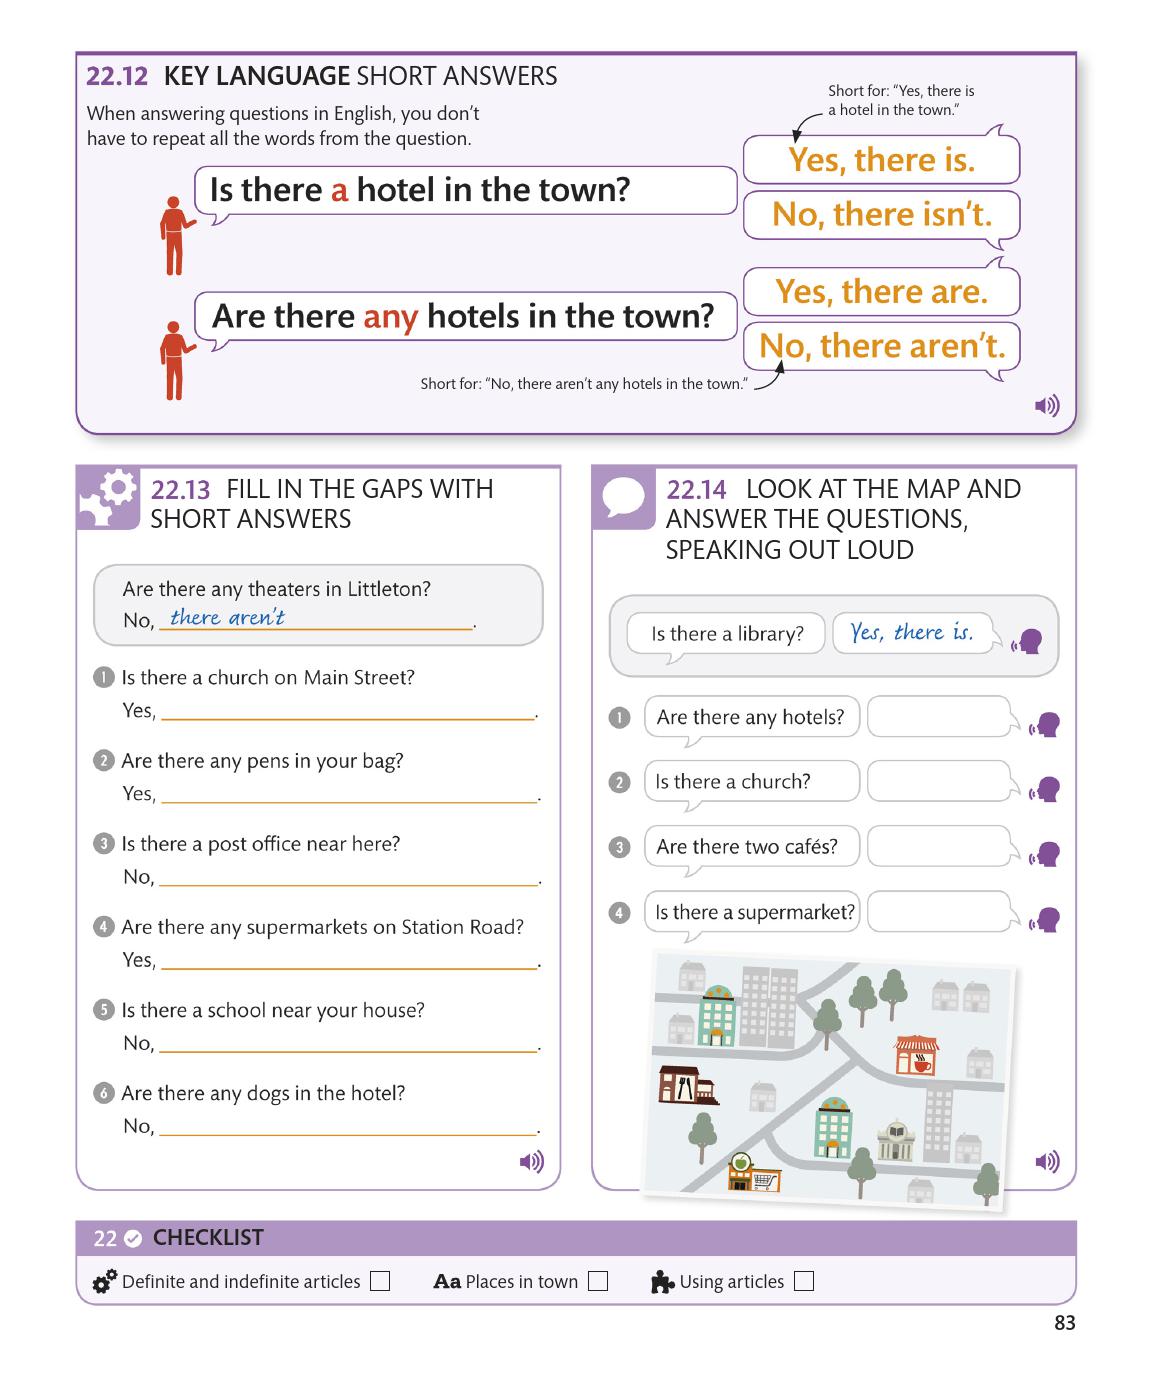 22.12 KEY LANGUAGE SHORT ANSWERS
When answering questions in English, you don't
have to repeat all the words from the question.
Short for: "Yes, there is
a hotel in the town."
Is there a hotel in the town?
Yes, there is.
No, there isn't.
Are there any hotels in the town?
Yes, there are.
No, there aren't.
Short for: "No, there aren't any hotels in the town."
22.13 FILL IN THE GAPS WITH
SHORT ANSWERS
Are there any theaters in Littleton?
No, there aren't.
1 Is there a church on Main Street?
Yes, .
2 Are there any pens in your bag?
Yes, .
3 Is there a post office near here?
No, .
4 Are there any supermarkets on Station Road?
Yes, .
5 Is there a school near your house?
No, .
6 Are there any dogs in the hotel?
No, .
22.14 LOOK AT THE MAP AND
ANSWER THE QUESTIONS,
SPEAKING OUT LOUD
Is there a library? Yes, there is.
1 Are there any hotels?
2 Is there a church?
3 Are there two cafés?
4 Is there a supermarket?
22 CHECKLIST
Definite and indefinite articles Aa Places in town Using articles
83